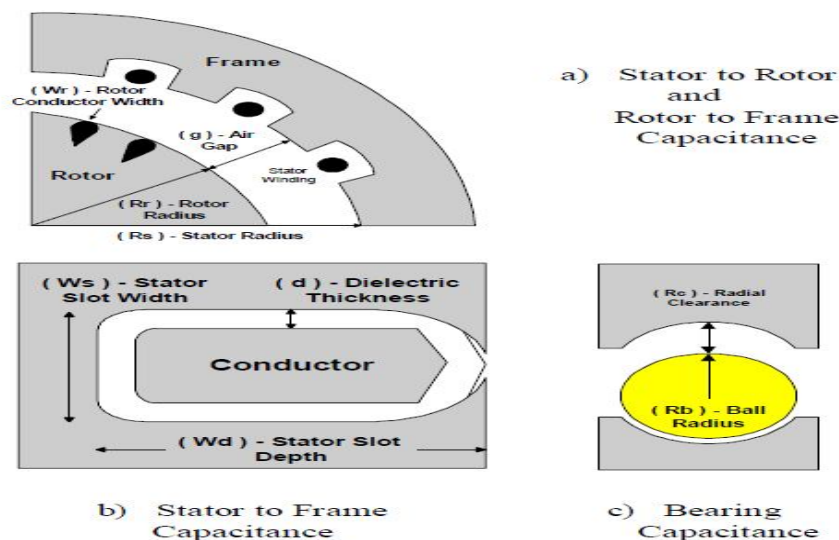 Frame
( Wr ) - Rotor
Conductor Width
( g ) - Air
Gap
Stator
Winding
Rotor
( Rr ) - Rotor
Radius
( Rs ) - Stator Radius
a) Stator to Rotor
and
Rotor to Frame
Capacitance
( Ws ) - Stator
Slot Width
( d ) - Dielectric
Thickness
Conductor
( Wd ) - Stator Slot
Depth
( Rc ) - Radial
Clearance
( Rb ) - Ball
Radius
b) Stator to Frame
Capacitance
c) Bearing
Capacitance